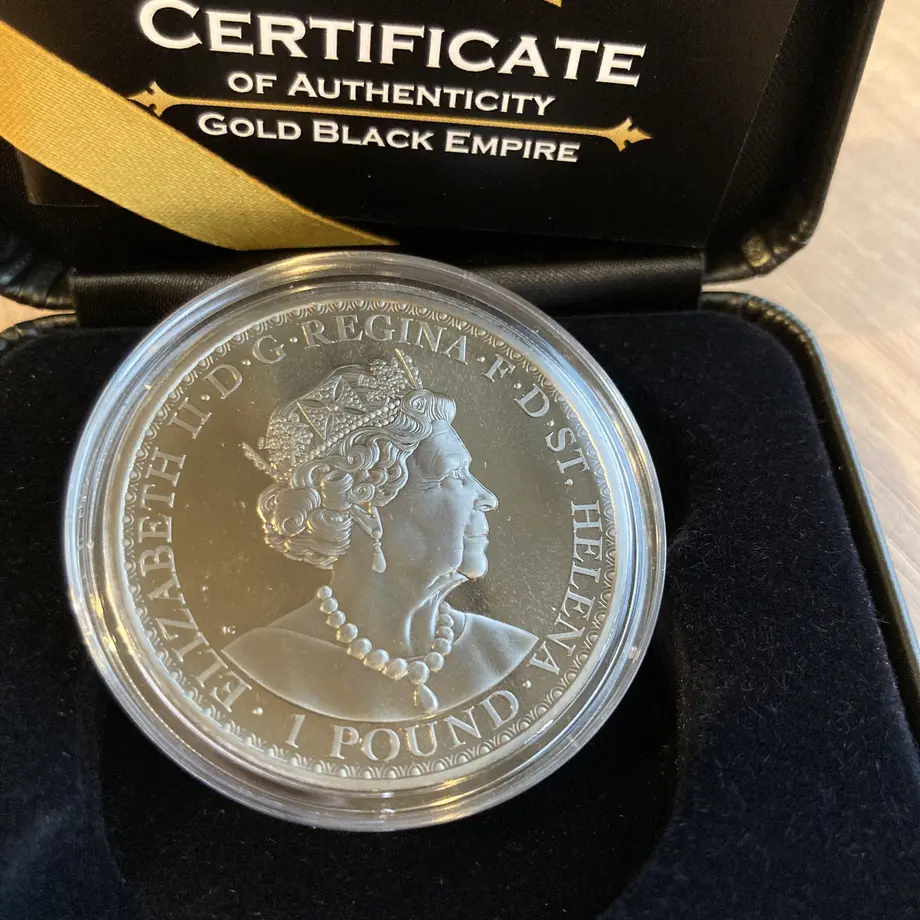 CERTIFICATE
OF AUTHENTICITY
GOLD BLACK EMPIRE
ELIZABETH II · D · G · REGINA · F · D · ST. HELENA ·
1 POUND ·